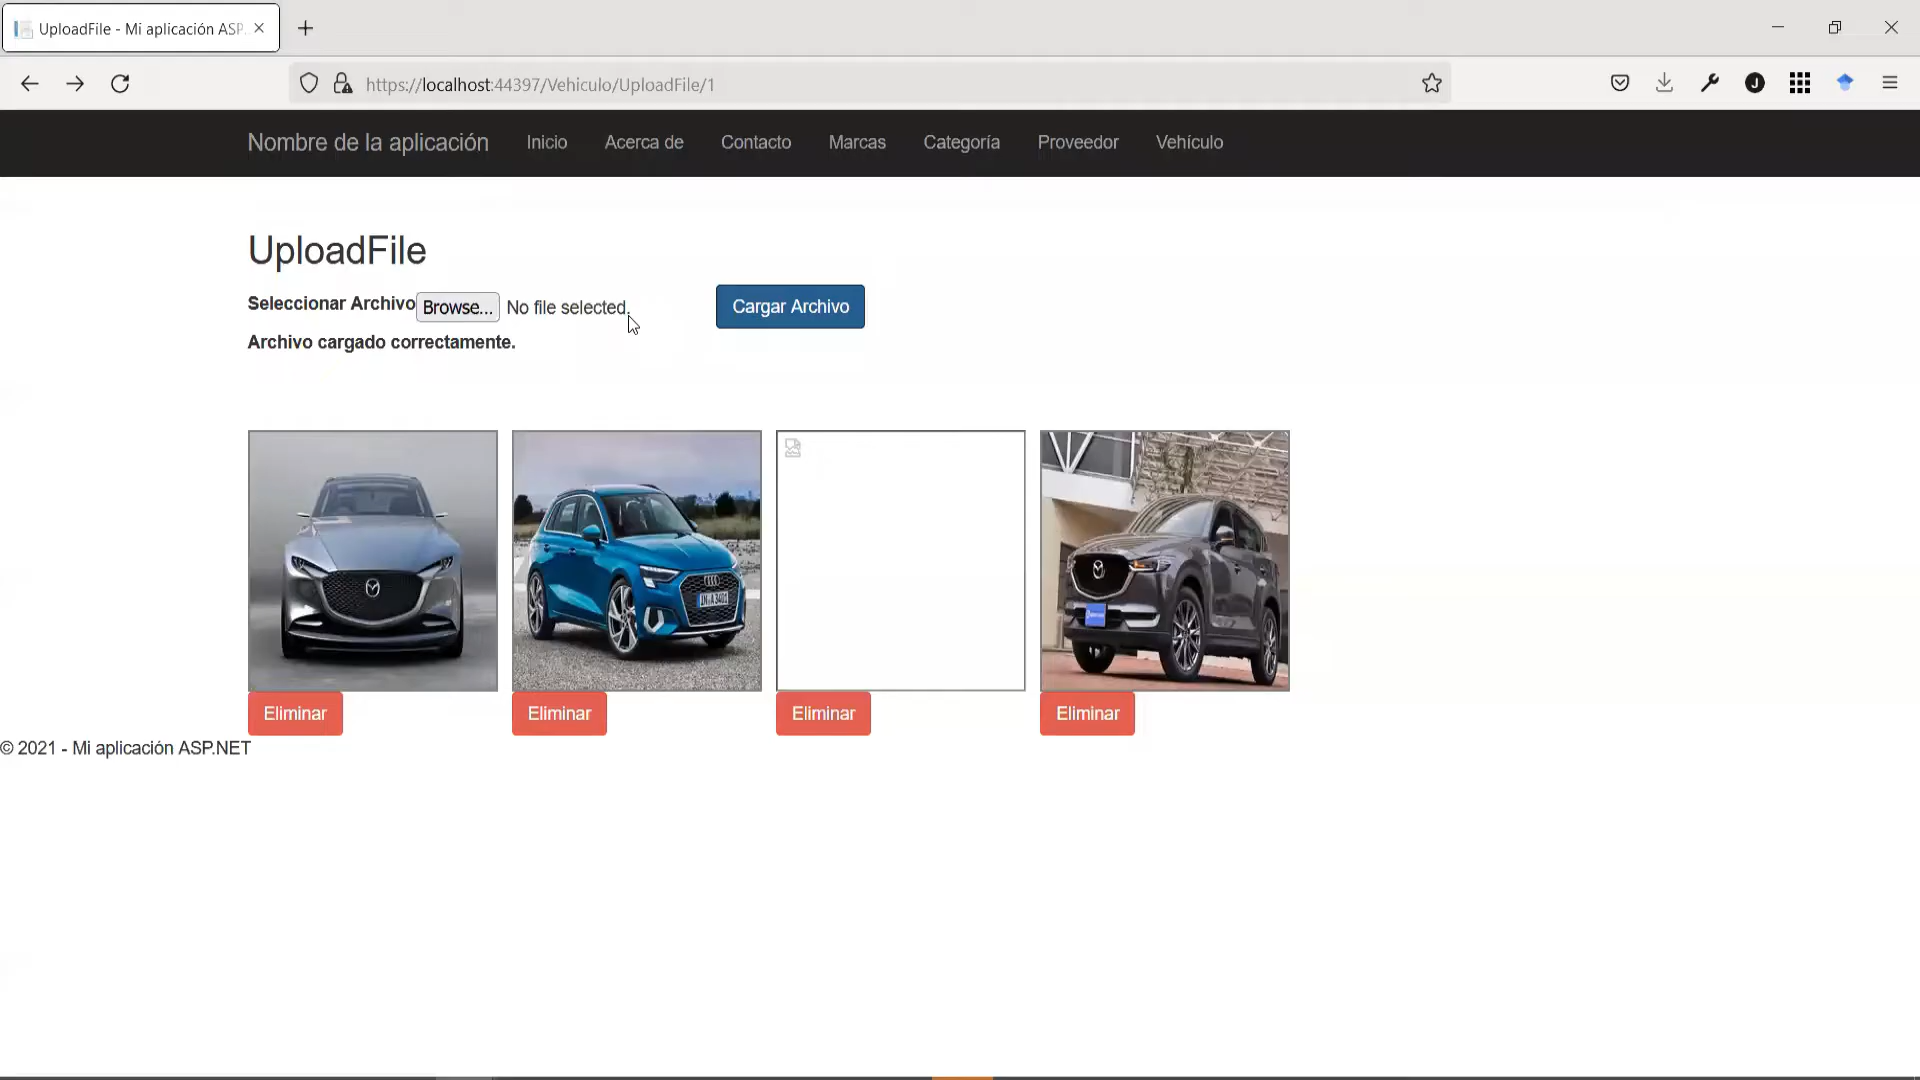 UploadFile - Mi aplicación ASP.
https://localhost:44397/Vehiculo/UploadFile/1
J
Nombre de la aplicación Inicio Acerca de Contacto Marcas Categoría Proveedor Vehículo
UploadFile
Seleccionar Archivo Browse... No file selected. Cargar Archivo
Archivo cargado correctamente.
Eliminar Eliminar Eliminar Eliminar
© 2021 - Mi aplicación ASP.NET